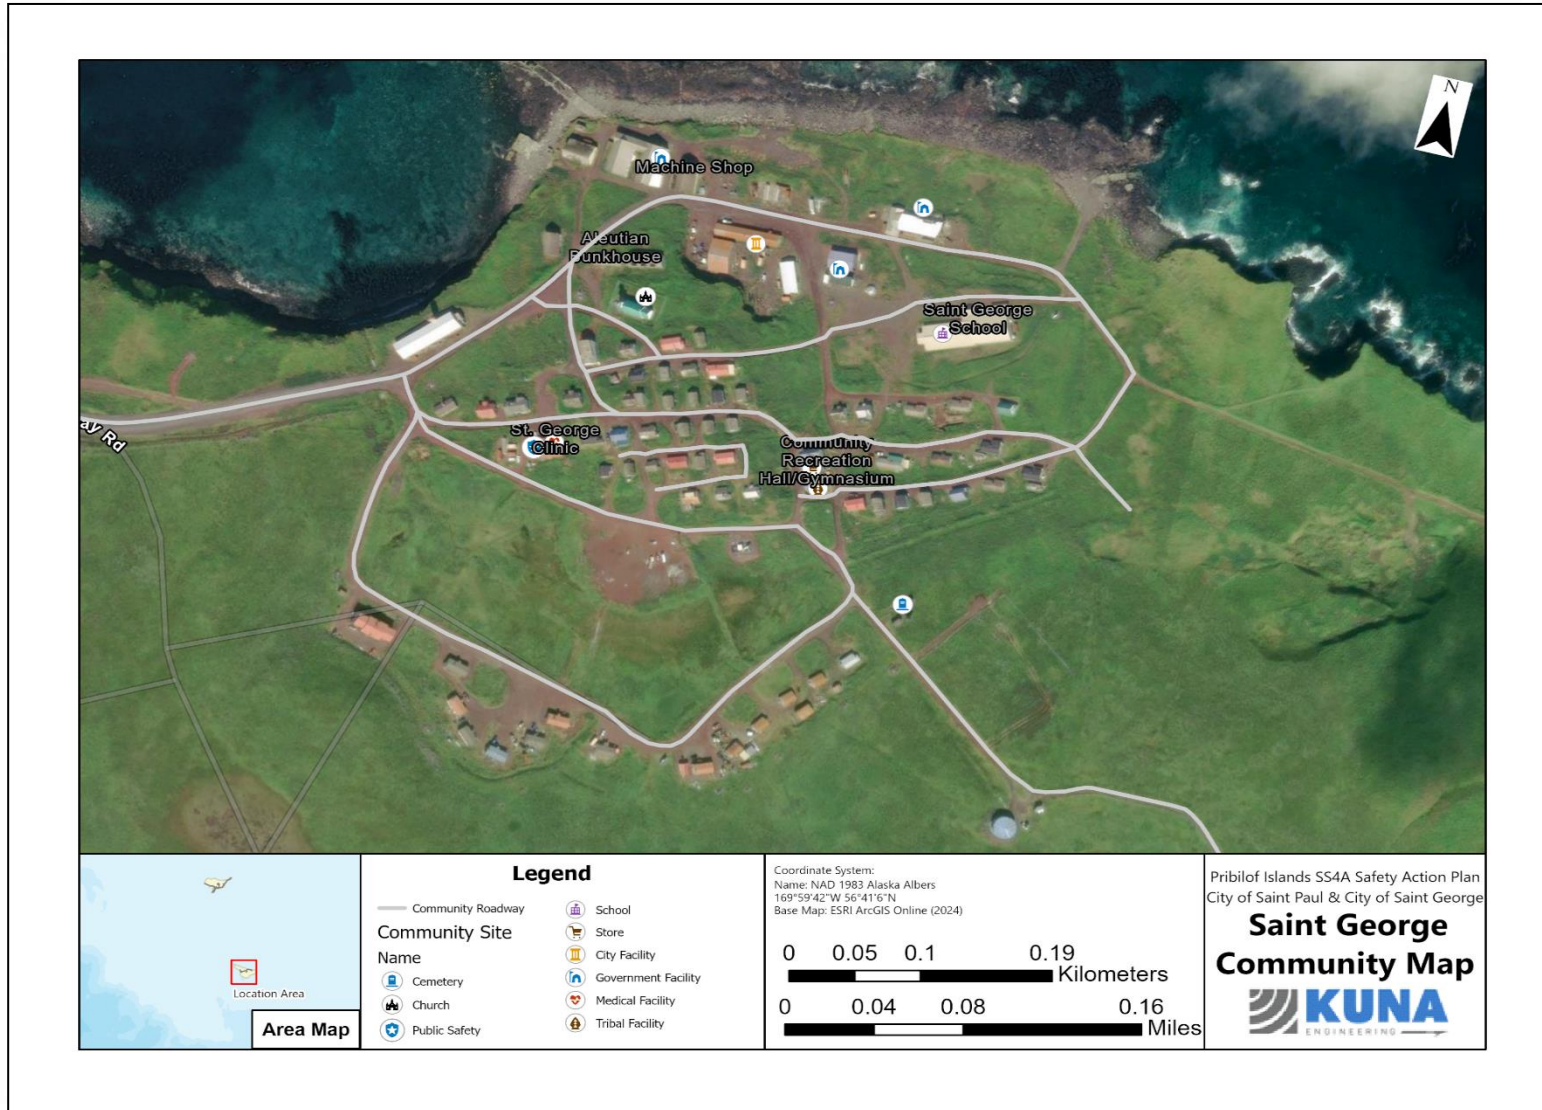 N
Machine Shop
Aleutian
Bunkhouse
Saint George
School
ay Rd
St. George
Clinic
Community
Recreation
Hall/Gymnasium
Location Area
Area Map
Legend
Community Roadway
Community Site
Name
Cemetery
Church
Public Safety
School
Store
City Facility
Government Facility
Medical Facility
Tribal Facility
Coordinate System:
Name: NAD 1983 Alaska Albers
169°59'42"W 56°41'6"N
Base Map: ESRI ArcGIS Online (2024)
0 0.05 0.1 0.19
Kilometers
0 0.04 0.08 0.16
Miles
Pribilof Islands SS4A Safety Action Plan
City of Saint Paul & City of Saint George
Saint George
Community Map
KUNA
ENGINEERING